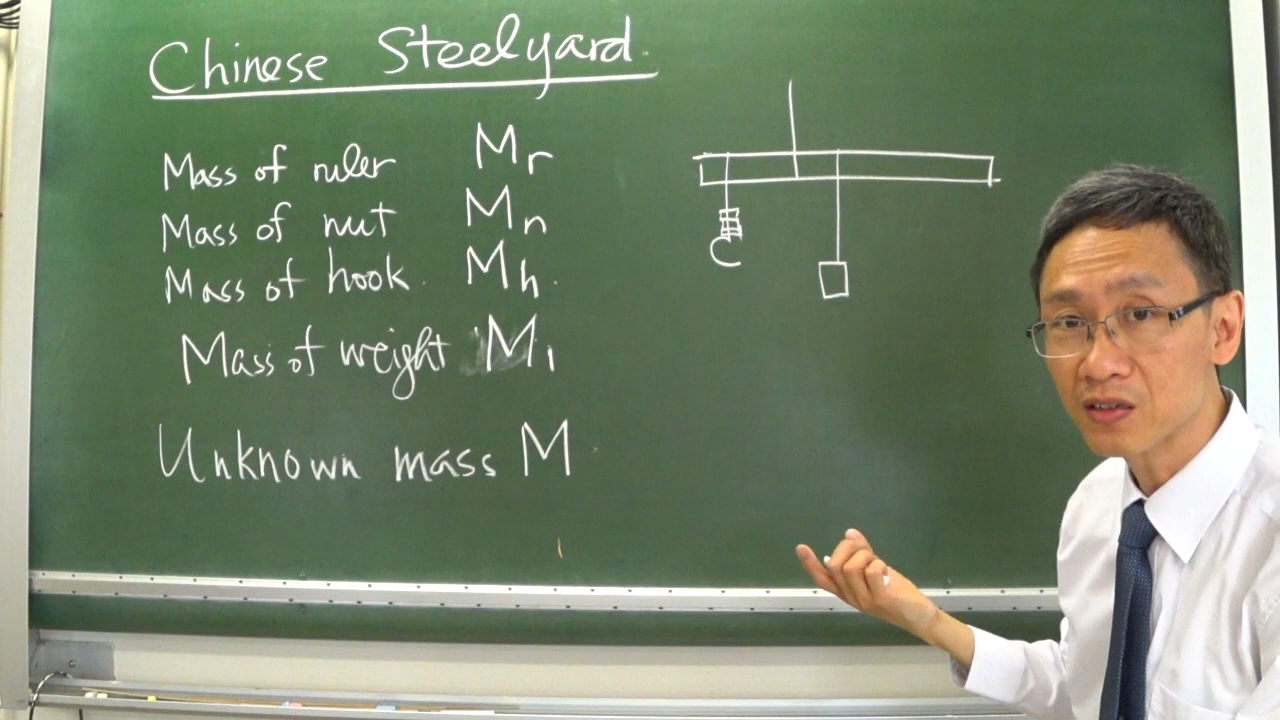 Chinese Steelyard.
Mass of ruler Mr
Mass of nut Mn
Mass of hook. Mh.
Mass of weight M1
Unknown mass M
C